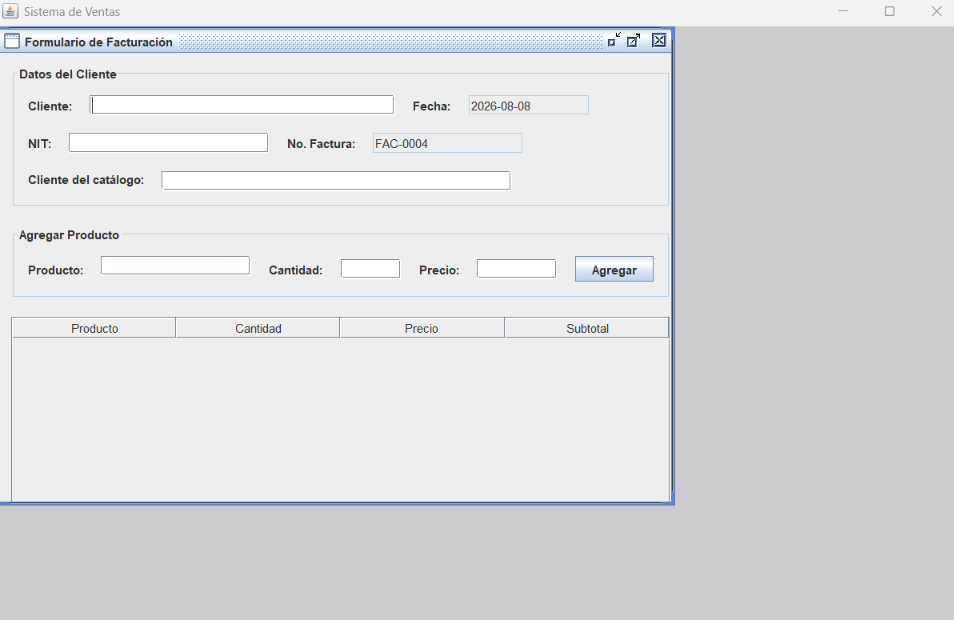 Sistema de Ventas
Formulario de Facturación
Datos del Cliente
Cliente: Fecha: 2026-08-08
NIT: No. Factura: FAC-0004
Cliente del catálogo:
Agregar Producto
Producto: Cantidad: Precio: Agregar
Producto Cantidad Precio Subtotal